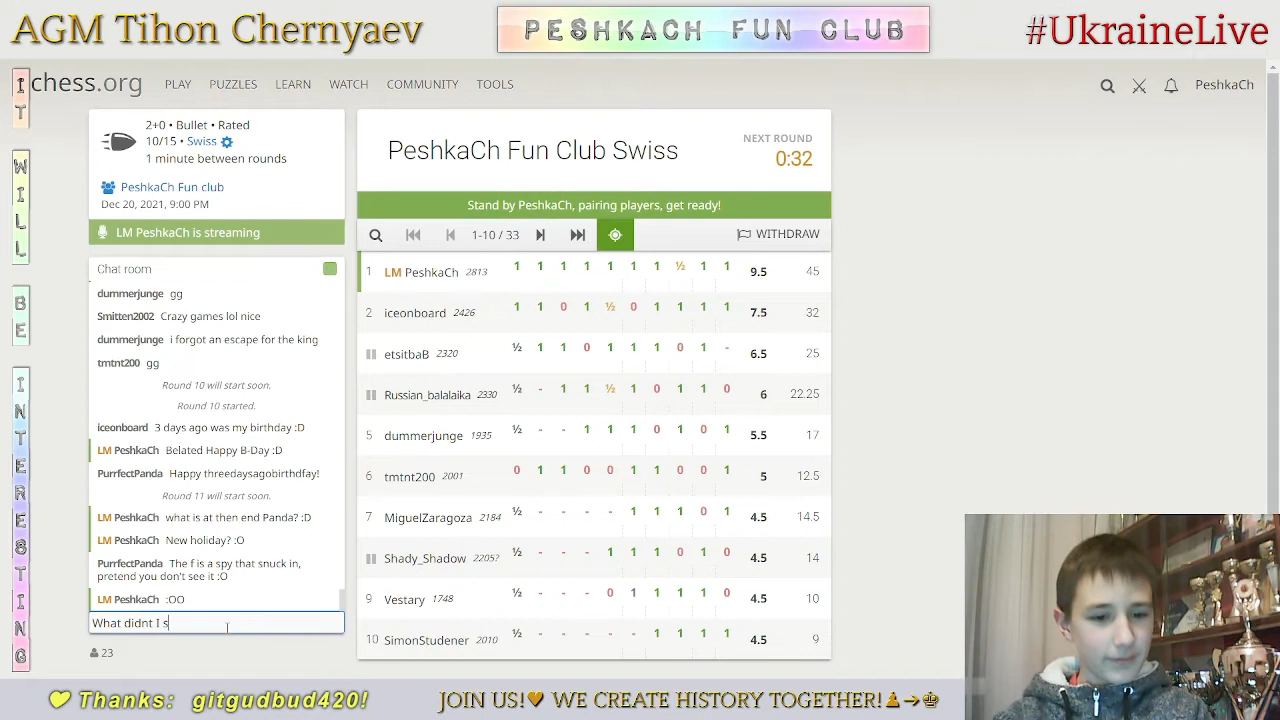 AGM Tihon Chernyaev
PESHKACH FUN CLUB
#UkraineLive
IT
WILL
BE
INTERESTING
chess.org
PLAY
PUZZLES
LEARN
WATCH
COMMUNITY
TOOLS
PeshkaCh
2+0 • Bullet • Rated
10/15 • Swiss
1 minute between rounds
PeshkaCh Fun club
Dec 20, 2021, 9:00 PM
LM PeshkaCh is streaming
Chat room
dummerjunge gg
Smitten2002 Crazy games lol nice
dummerjunge i forgot an escape for the king
tmtnt200 gg
Round 10 will start soon.
Round 10 started.
iceonboard 3 days ago was my birthday :D
LM PeshkaCh Belated Happy B-Day :D
PurrfectPanda Happy threedaysagobirthdfay!
Round 11 will start soon.
LM PeshkaCh what is at then end Panda? :D
LM PeshkaCh New holiday? :O
PurrfectPanda The f is a spy that snuck in,
pretend you don't see it :O
LM PeshkaCh :OO
What didnt I s
23
PeshkaCh Fun Club Swiss
NEXT ROUND
0:32
Stand by PeshkaCh, pairing players, get ready!
1-10 / 33
WITHDRAW
1 LM PeshkaCh 2813 1 1 1 1 1 1 1 ½ 1 1 9.5 45
2 iceonboard 2426 1 1 0 1 ½ 0 1 1 1 1 7.5 32
etsitbaB 2320 ½ 1 1 0 1 1 1 0 1 - 6.5 25
Russian_balalaika 2330 ½ - 1 1 ½ 1 0 1 1 0 6 22.25
5 dummerjunge 1935 ½ - - 1 1 1 0 1 0 1 5.5 17
6 tmtnt200 2001 0 1 1 0 0 1 1 0 0 1 5 12.5
7 MiguelZaragoza 2184 ½ - - - - 1 1 1 0 1 4.5 14.5
Shady_Shadow 2205? ½ - - - 1 1 1 0 1 0 4.5 14
9 Vestary 1748 ½ - - - 0 1 1 1 0 1 4.5 10
10 SimonStudener 2010 ½ - - - - - 1 1 1 1 4.5 9
Thanks: gitgudbud420!
JOIN US! WE CREATE HISTORY TOGETHER!